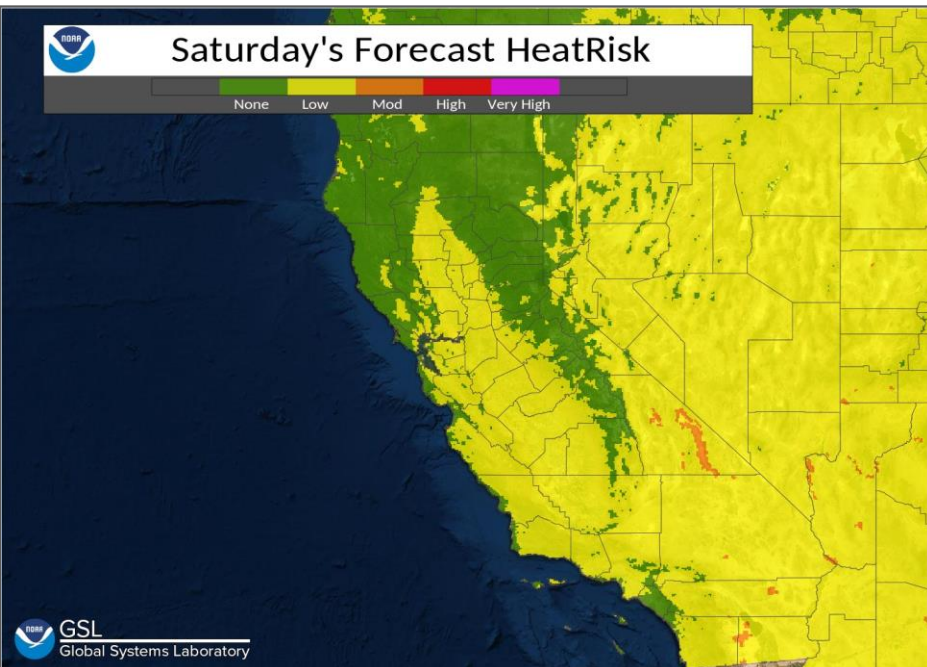 NOAA
Saturday's Forecast HeatRisk
None Low Mod High Very High
NOAA
GSL
Global Systems Laboratory